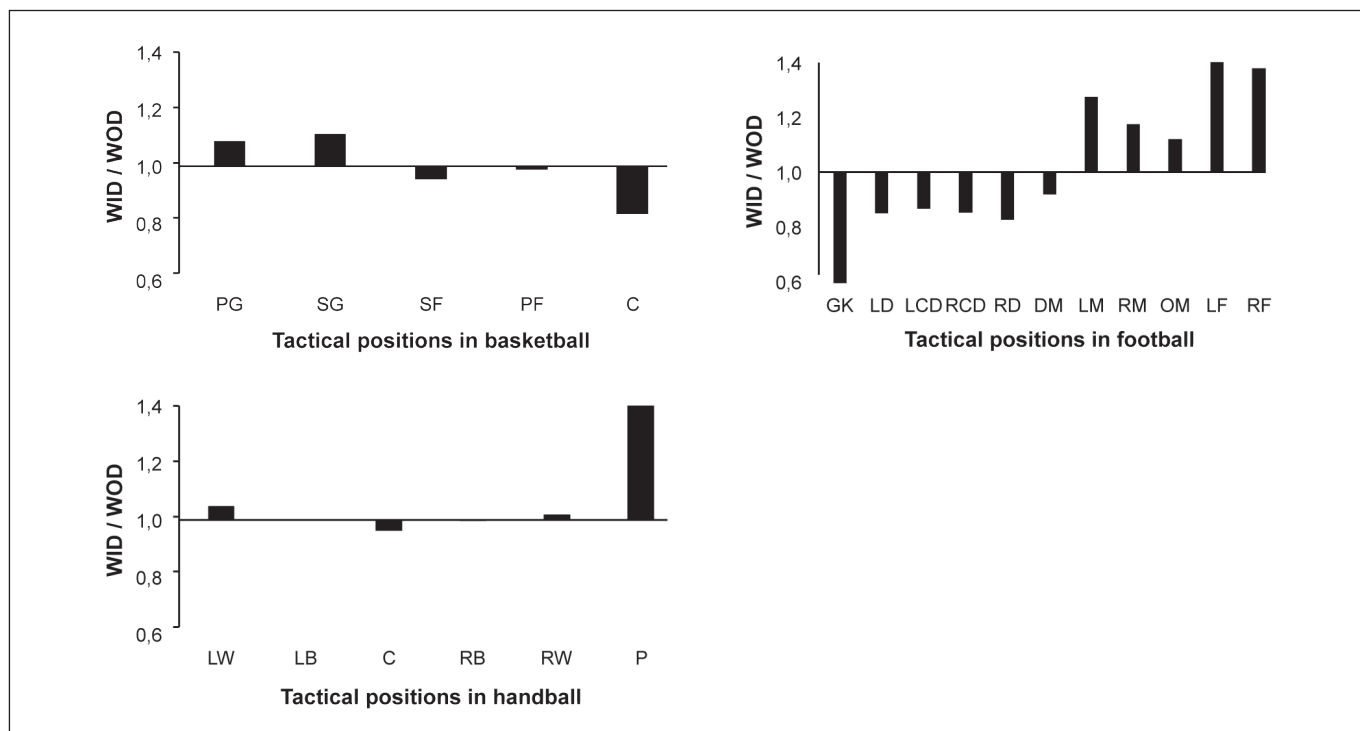 1,4
1,2
1,0
0,8
0,6
WID / WOD
PG SG SF PF C
Tactical positions in basketball
1,4
1,2
1,0
0,8
0,6
WID / WOD
GK LD LCD RCD RD DM LM RM OM LF RF
Tactical positions in football
1,4
1,2
1,0
0,8
0,6
WID / WOD
LW LB C RB RW P
Tactical positions in handball